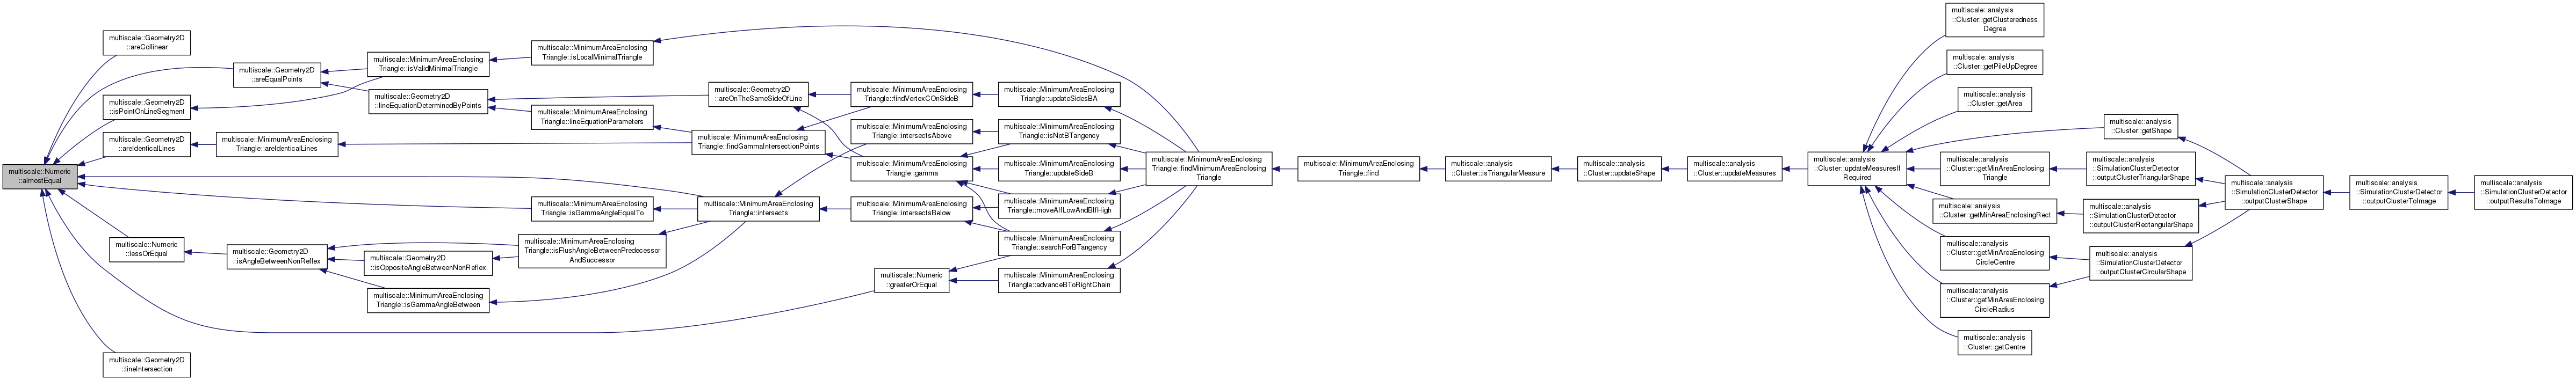 multiscale::Numeric
::almostEqual
multiscale::Geometry2D
::areCollinear
multiscale::Geometry2D
::areEqualPoints
multiscale::Geometry2D
::isPointOnLineSegment
multiscale::Geometry2D
::areIdenticalLines
multiscale::MinimumAreaEnclosing
Triangle::areIdenticalLines
multiscale::Numeric
::lessOrEqual
multiscale::Geometry2D
::isAngleBetweenNonReflex
multiscale::Geometry2D
::lineIntersection
multiscale::MinimumAreaEnclosing
Triangle::isValidMinimalTriangle
multiscale::Geometry2D
::lineEquationDeterminedByPoints
multiscale::Geometry2D
::isOppositeAngleBetweenNonReflex
multiscale::MinimumAreaEnclosing
Triangle::isGammaAngleBetween
multiscale::MinimumAreaEnclosing
Triangle::isLocalMinimalTriangle
multiscale::MinimumAreaEnclosing
Triangle::lineEquationParameters
multiscale::MinimumAreaEnclosing
Triangle::isGammaAngleEqualTo
multiscale::MinimumAreaEnclosing
Triangle::isFlushAngleBetweenPredecessor
AndSuccessor
multiscale::Geometry2D
::areOnTheSameSideOfLine
multiscale::MinimumAreaEnclosing
Triangle::findGammaIntersectionPoints
multiscale::MinimumAreaEnclosing
Triangle::intersects
multiscale::MinimumAreaEnclosing
Triangle::findVertexCOnSideB
multiscale::MinimumAreaEnclosing
Triangle::intersectsAbove
multiscale::MinimumAreaEnclosing
Triangle::gamma
multiscale::MinimumAreaEnclosing
Triangle::intersectsBelow
multiscale::Numeric
::greaterOrEqual
multiscale::MinimumAreaEnclosing
Triangle::updateSidesBA
multiscale::MinimumAreaEnclosing
Triangle::isNotBTangency
multiscale::MinimumAreaEnclosing
Triangle::updateSideB
multiscale::MinimumAreaEnclosing
Triangle::moveAIfLowAndBIfHigh
multiscale::MinimumAreaEnclosing
Triangle::searchForBTangency
multiscale::MinimumAreaEnclosing
Triangle::advanceBToRightChain
multiscale::MinimumAreaEnclosing
Triangle::findMinimumAreaEnclosing
Triangle
multiscale::MinimumAreaEnclosing
Triangle::find
multiscale::analysis
::Cluster::isTriangularMeasure
multiscale::analysis
::Cluster::updateShape
multiscale::analysis
::Cluster::updateMeasures
multiscale::analysis
::Cluster::updateMeasuresIf
Required
multiscale::analysis
::Cluster::getClusteredness
Degree
multiscale::analysis
::Cluster::getPileUpDegree
multiscale::analysis
::Cluster::getArea
multiscale::analysis
::Cluster::getShape
multiscale::analysis
::Cluster::getMinAreaEnclosing
Triangle
multiscale::analysis
::Cluster::getMinAreaEnclosingRect
multiscale::analysis
::Cluster::getMinAreaEnclosing
CircleCentre
multiscale::analysis
::Cluster::getMinAreaEnclosing
CircleRadius
multiscale::analysis
::Cluster::getCentre
multiscale::analysis
::SimulationClusterDetector
::outputClusterTriangularShape
multiscale::analysis
::SimulationClusterDetector
::outputClusterRectangularShape
multiscale::analysis
::SimulationClusterDetector
::outputClusterCircularShape
multiscale::analysis
::SimulationClusterDetector
::outputClusterShape
multiscale::analysis
::SimulationClusterDetector
::outputClusterToImage
multiscale::analysis
::SimulationClusterDetector
::outputResultsToImage